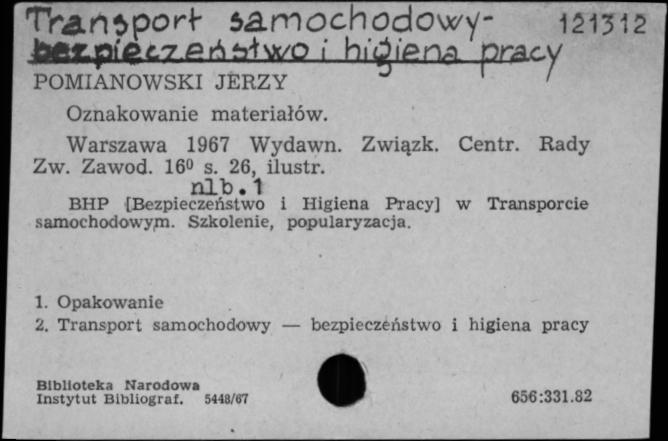 Transport samochodowy- 121312
bezpieczeństwo i higiena pracy
POMIANOWSKI JERZY
Oznakowanie materiałów.
Warszawa 1967 Wydawn. Związk. Centr. Rady
Zw. Zawod. 16⁰ s. 26, ilustr.
nlb. 1
BHP [Bezpieczeństwo i Higiena Pracy] w Transporcie
samochodowym. Szkolenie, popularyzacja.
1. Opakowanie
2. Transport samochodowy — bezpieczeństwo i higiena pracy
Biblioteka Narodowa
Instytut Bibliograf. 5448/67 656:331.82